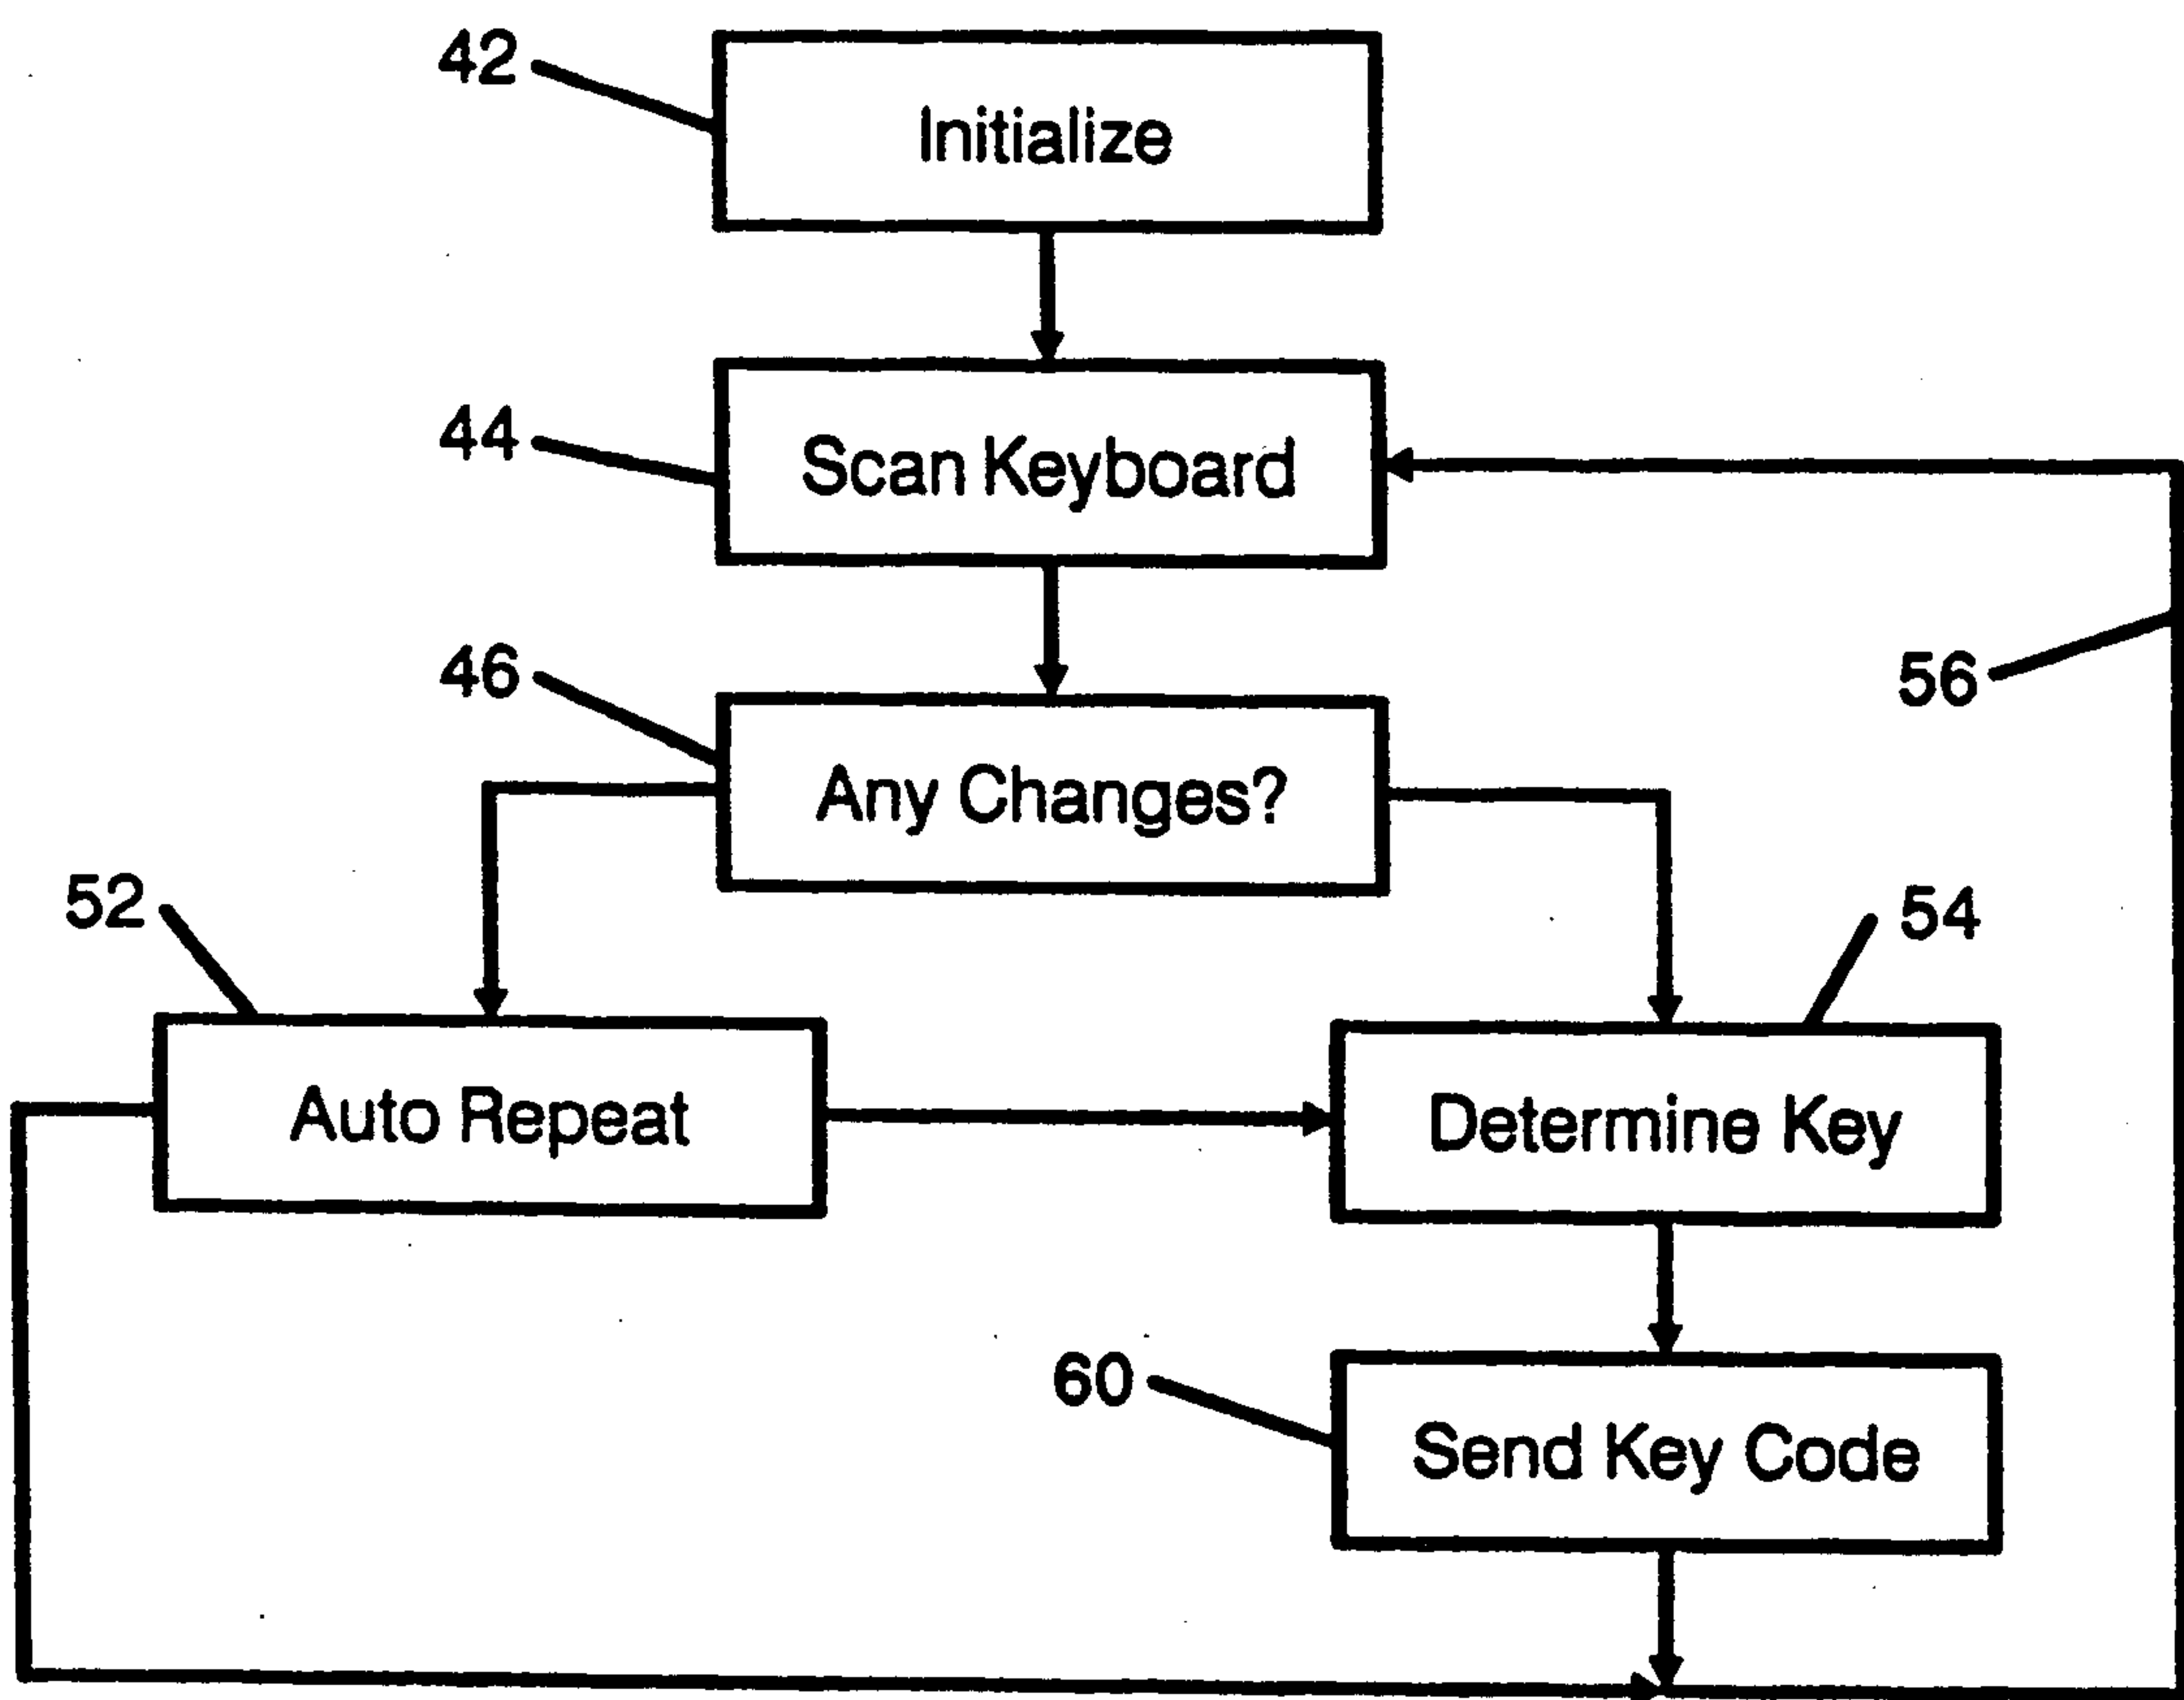 42
Initialize
44
Scan Keyboard
46
56
Any Changes?
52
54
Auto Repeat
Determine Key
60
Send Key Code